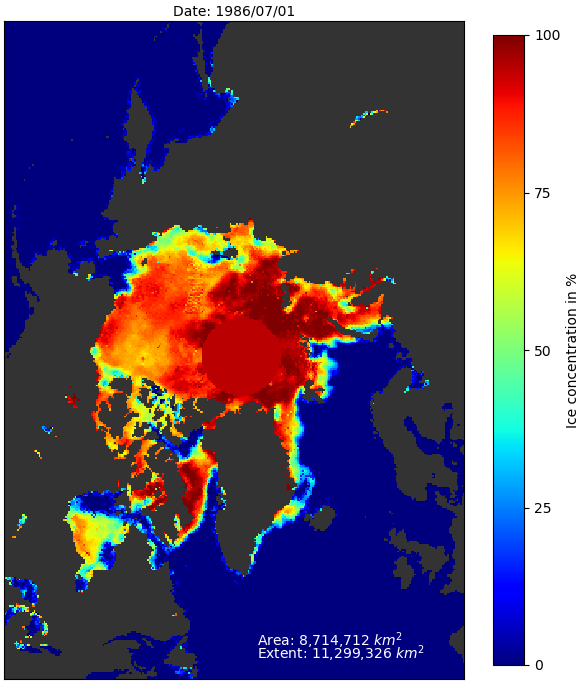 Date: 1986/07/01
100
75
50
25
0
Ice concentration in %
Area: 8,714,712 km²
Extent: 11,299,326 km²